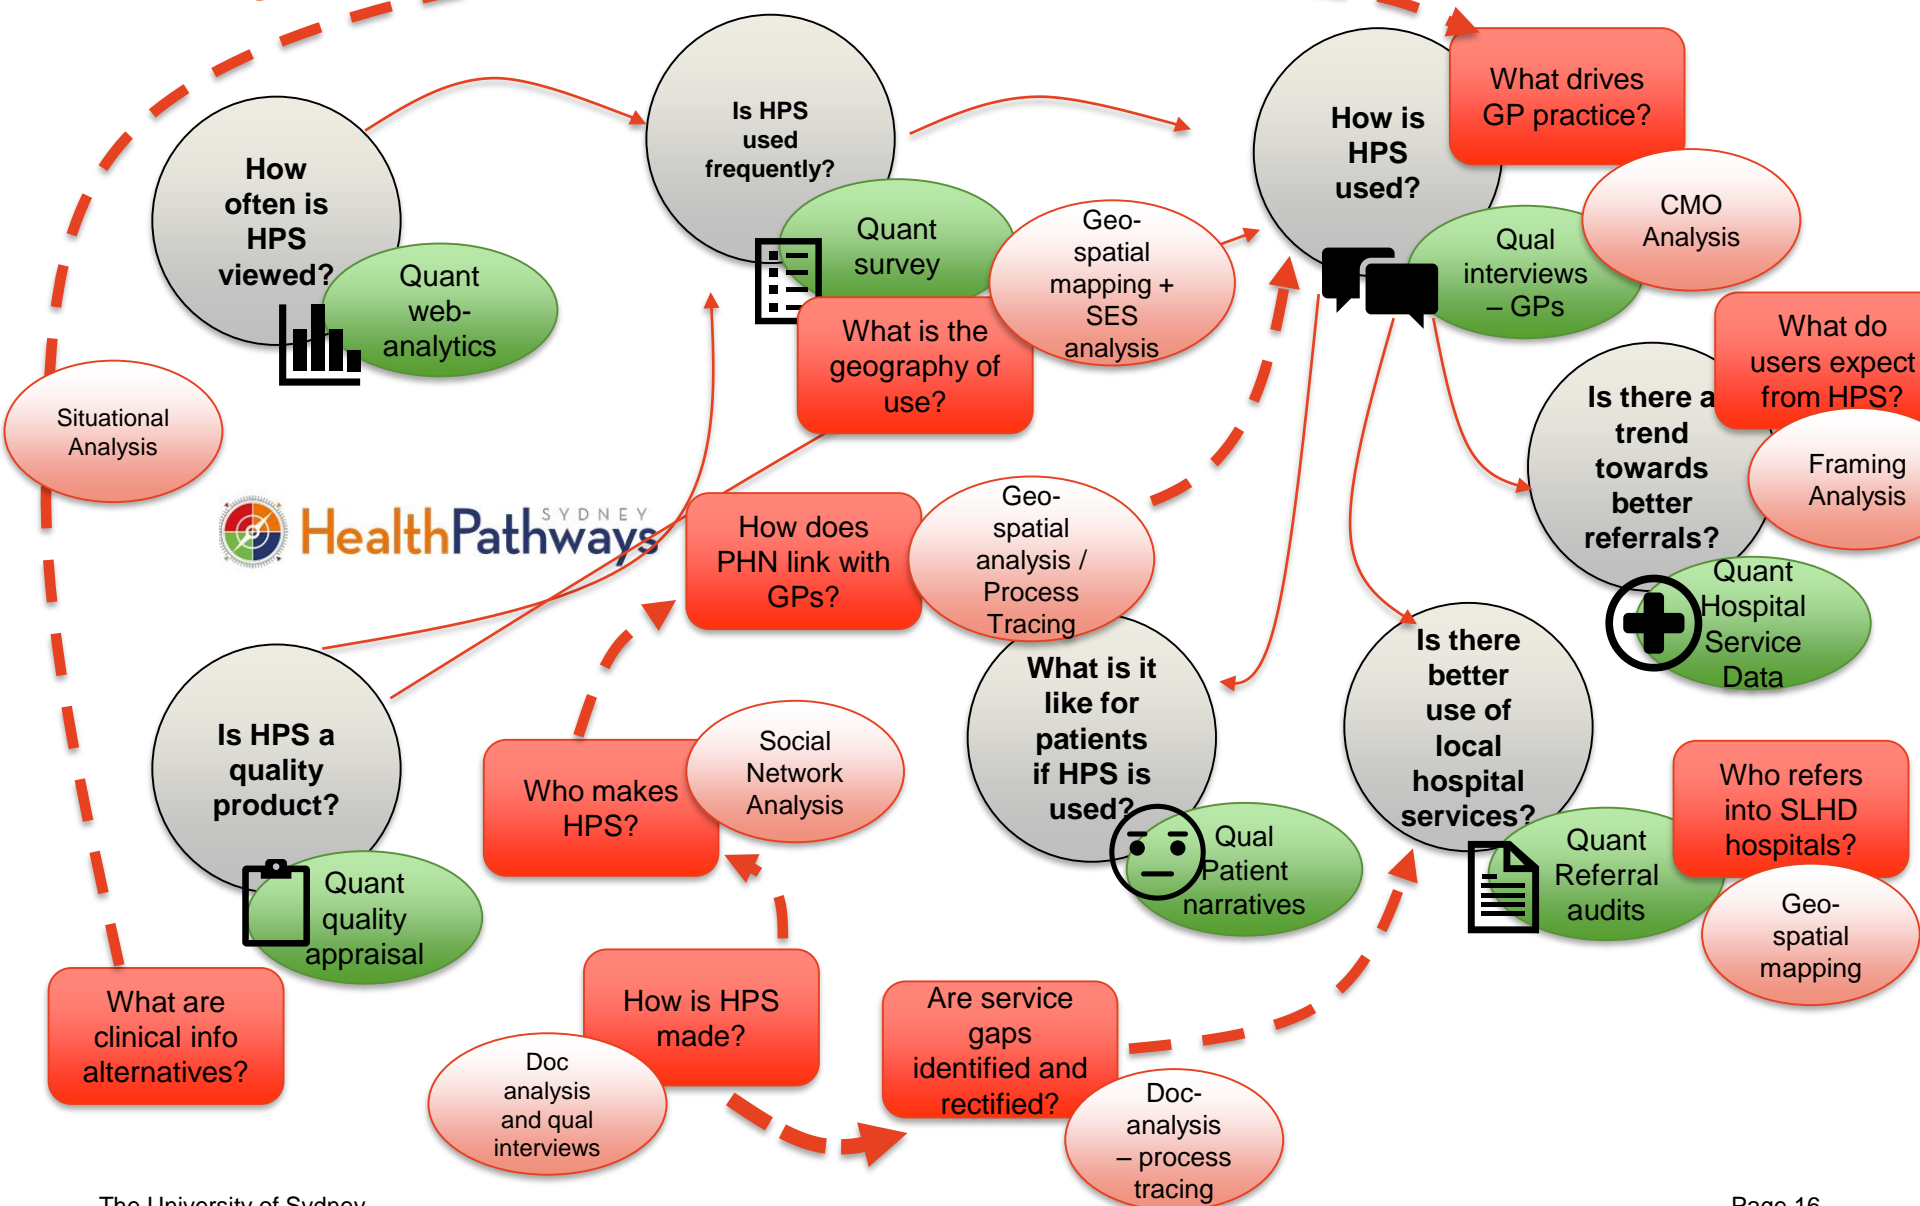 How
often is
HPS
viewed?
Quant
web-
analytics
Is HPS
used
frequently?
Quant
survey
Geo-
spatial
mapping +
SES
analysis
What is the
geography of
use?
How is
HPS
used?
What drives
GP practice?
CMO
Analysis
Qual
interviews
– GPs
What do
users expect
from HPS?
Is there a
trend
towards
better
referrals?
Framing
Analysis
Quant
Hospital
Service
Data
Situational
Analysis
SYDNEY
HealthPathways
How does
PHN link with
GPs?
Geo-
spatial
analysis /
Process
Tracing
What is it
like for
patients
if HPS is
used?
Qual
Patient
narratives
Is there
better
use of
local
hospital
services?
Quant
Referral
audits
Who refers
into SLHD
hospitals?
Geo-
spatial
mapping
Is HPS a
quality
product?
Quant
quality
appraisal
Who makes
HPS?
Social
Network
Analysis
What are
clinical info
alternatives?
How is HPS
made?
Doc
analysis
and qual
interviews
Are service
gaps
identified and
rectified?
Doc-
analysis
– process
tracing
The University of Sydney
Page 16